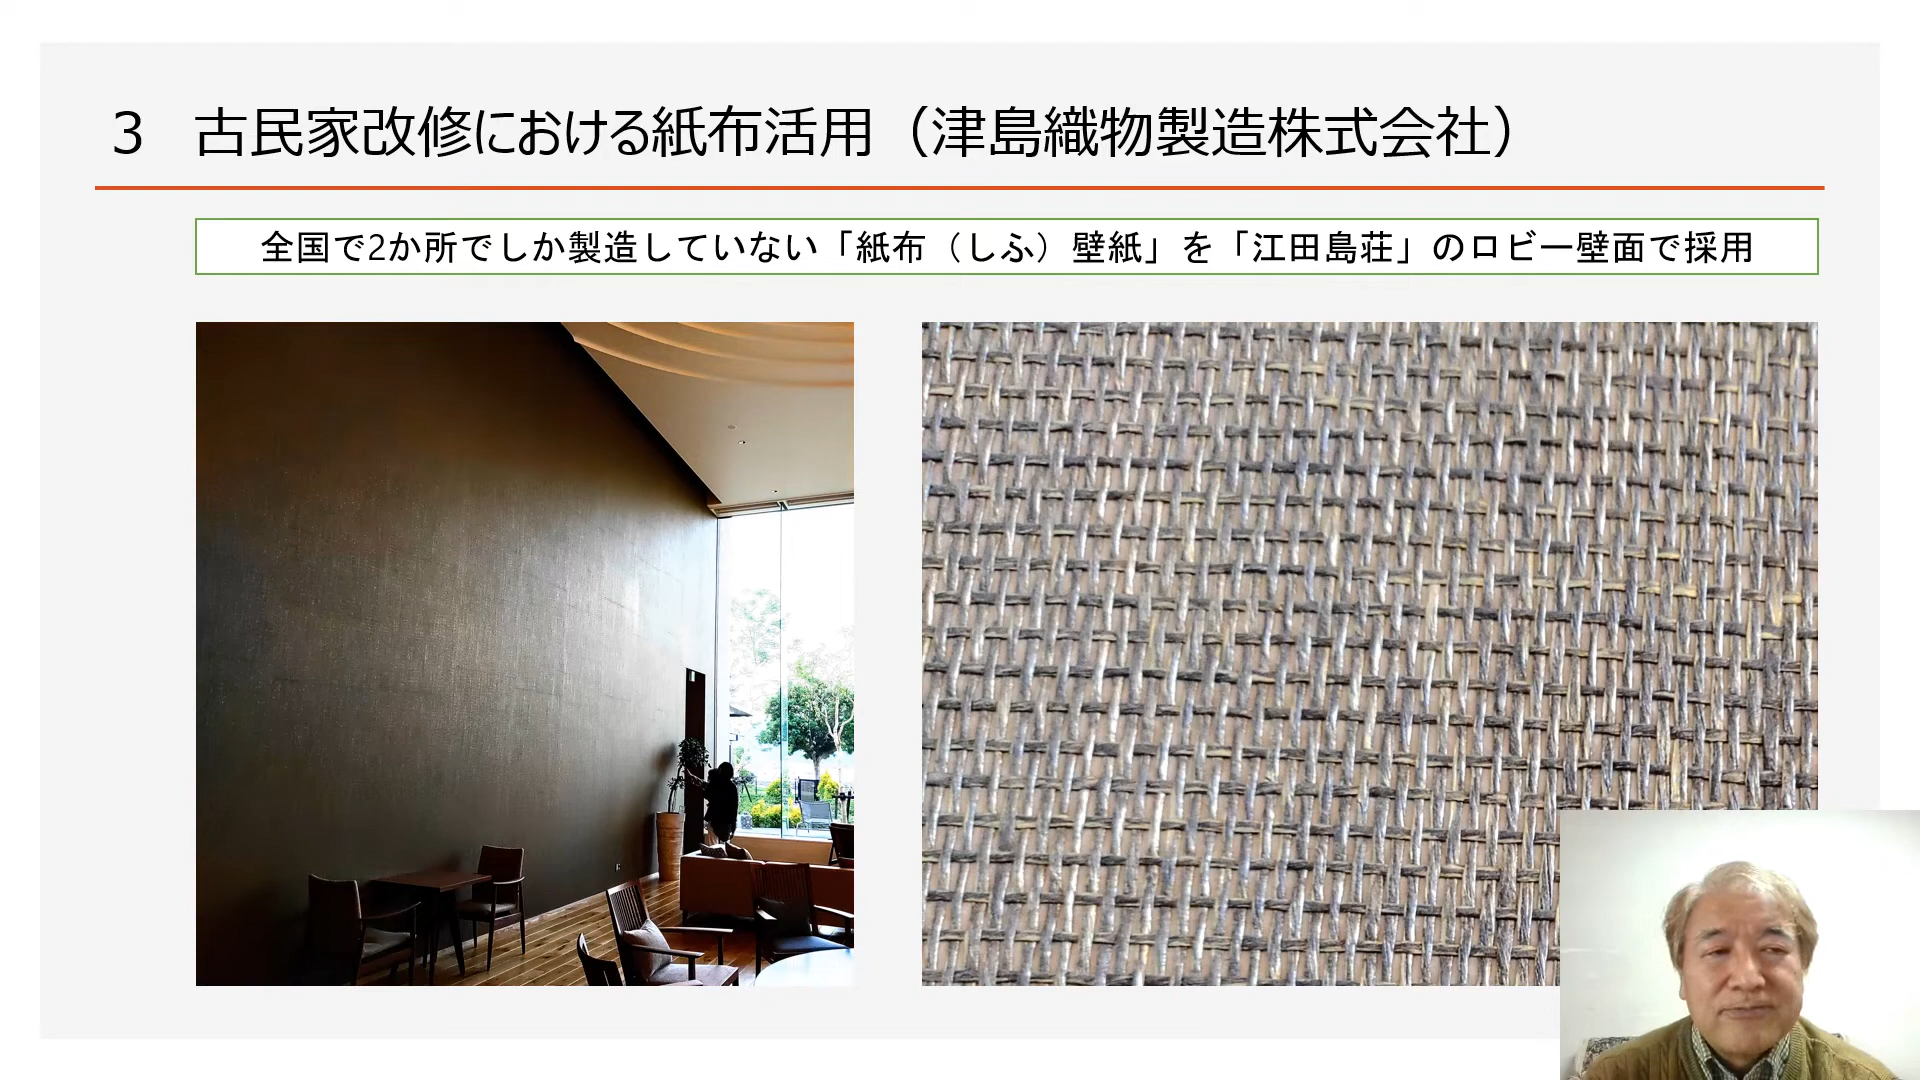 3 古民家改修における紙布活用（津島織物製造株式会社）
全国で2か所でしか製造していない「紙布（しふ）壁紙」を「江田島荘」のロビー壁面で採用